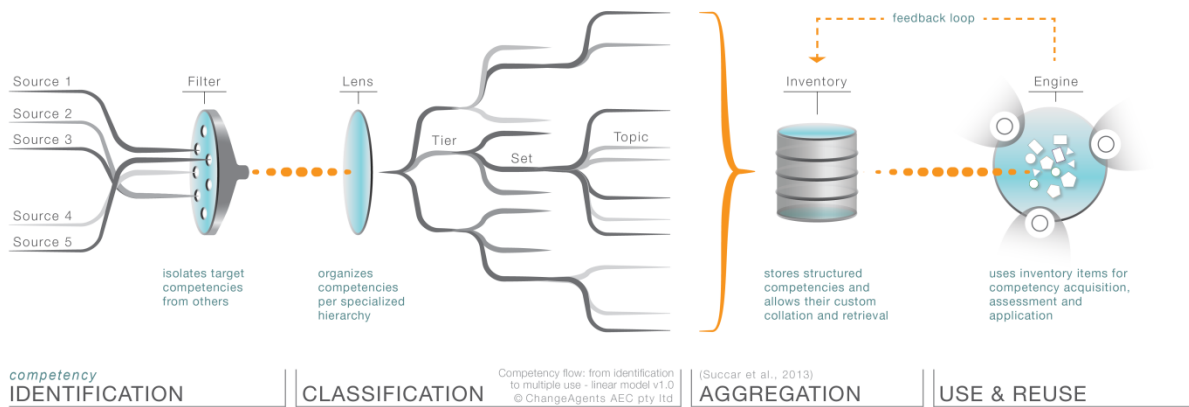 feedback loop
Source 1
Filter
Lens
Inventory
Engine
Source 2
Source 3
Tier
Set
Topic
Source 4
Source 5
isolates target
competencies
from others
organizes
competencies
per specialized
hierarchy
stores structured
competencies and
allows their custom
collation and retrieval
uses inventory items for
competency acquisition,
assessment and
application
competency
IDENTIFICATION
CLASSIFICATION
Competency flow: from identification
to multiple use - linear model v1.0
© ChangeAgents AEC pty ltd
(Succar et al., 2013)
AGGREGATION
USE & REUSE